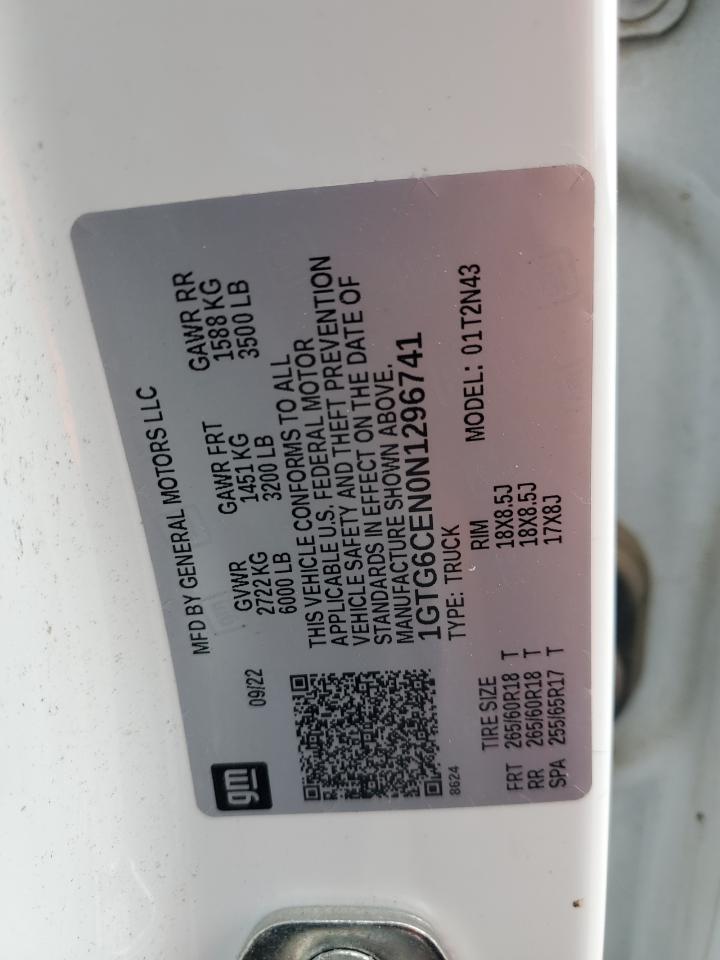 gm
MFD BY GENERAL MOTORS LLC
09/22
GVWR GAWR FRT GAWR RR
2722 KG 1451 KG 1588 KG
6000 LB 3200 LB 3500 LB
THIS VEHICLE CONFORMS TO ALL
APPLICABLE U.S. FEDERAL MOTOR
VEHICLE SAFETY AND THEFT PREVENTION
STANDARDS IN EFFECT ON THE DATE OF
MANUFACTURE SHOWN ABOVE.
1GTG6CEN0N1296741
8624
TYPE: TRUCK MODEL: 01T2N43
TIRE SIZE RIM
FRT 265/60R18 T 18X8.5J
RR 265/60R18 T 18X8.5J
SPA 255/65R17 T 17X8J